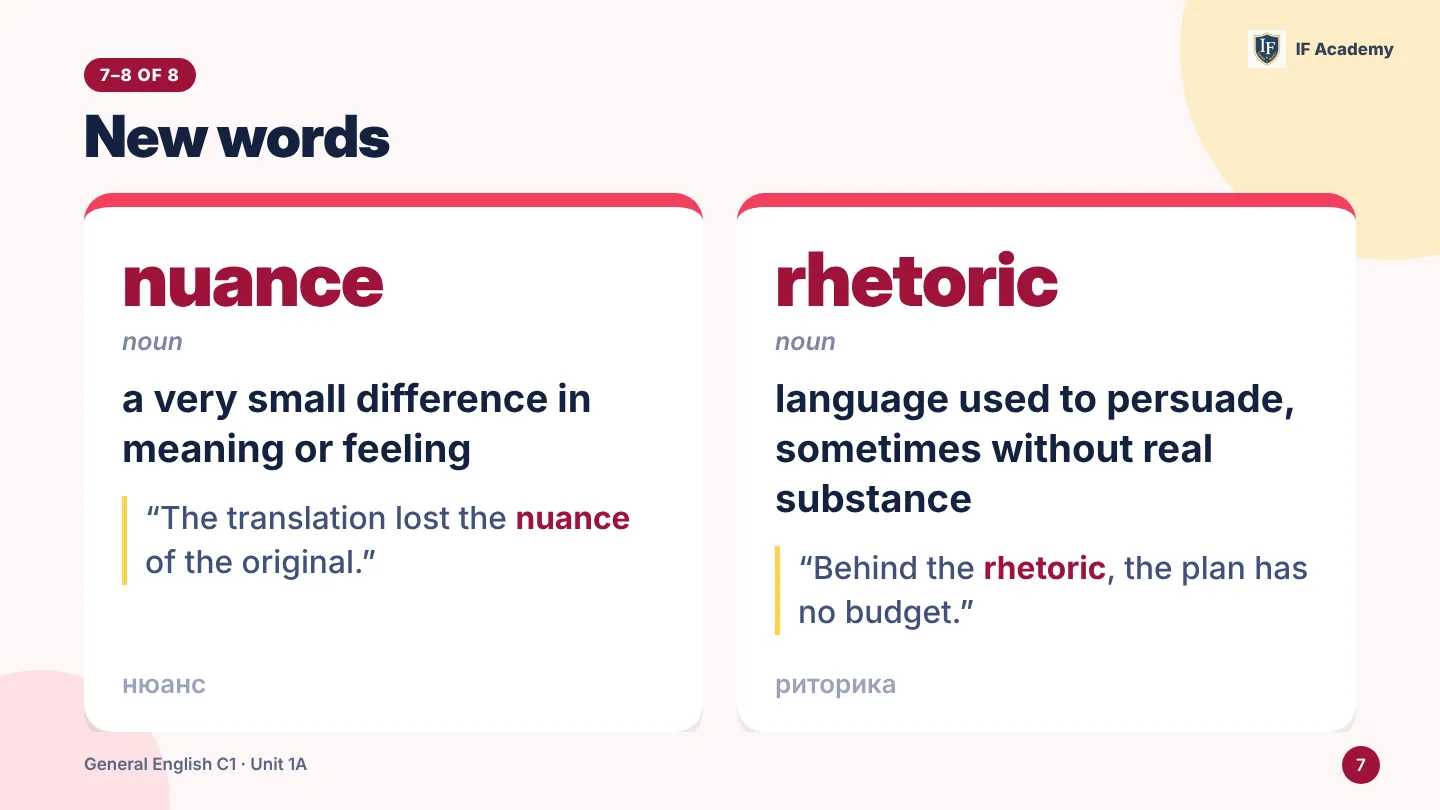 IF
IF Academy
7–8 OF 8
New words
nuance
noun
a very small difference in
meaning or feeling
“The translation lost the nuance
of the original.”
нюанс
rhetoric
noun
language used to persuade,
sometimes without real
substance
“Behind the rhetoric, the plan has
no budget.”
риторика
General English C1 · Unit 1A
7